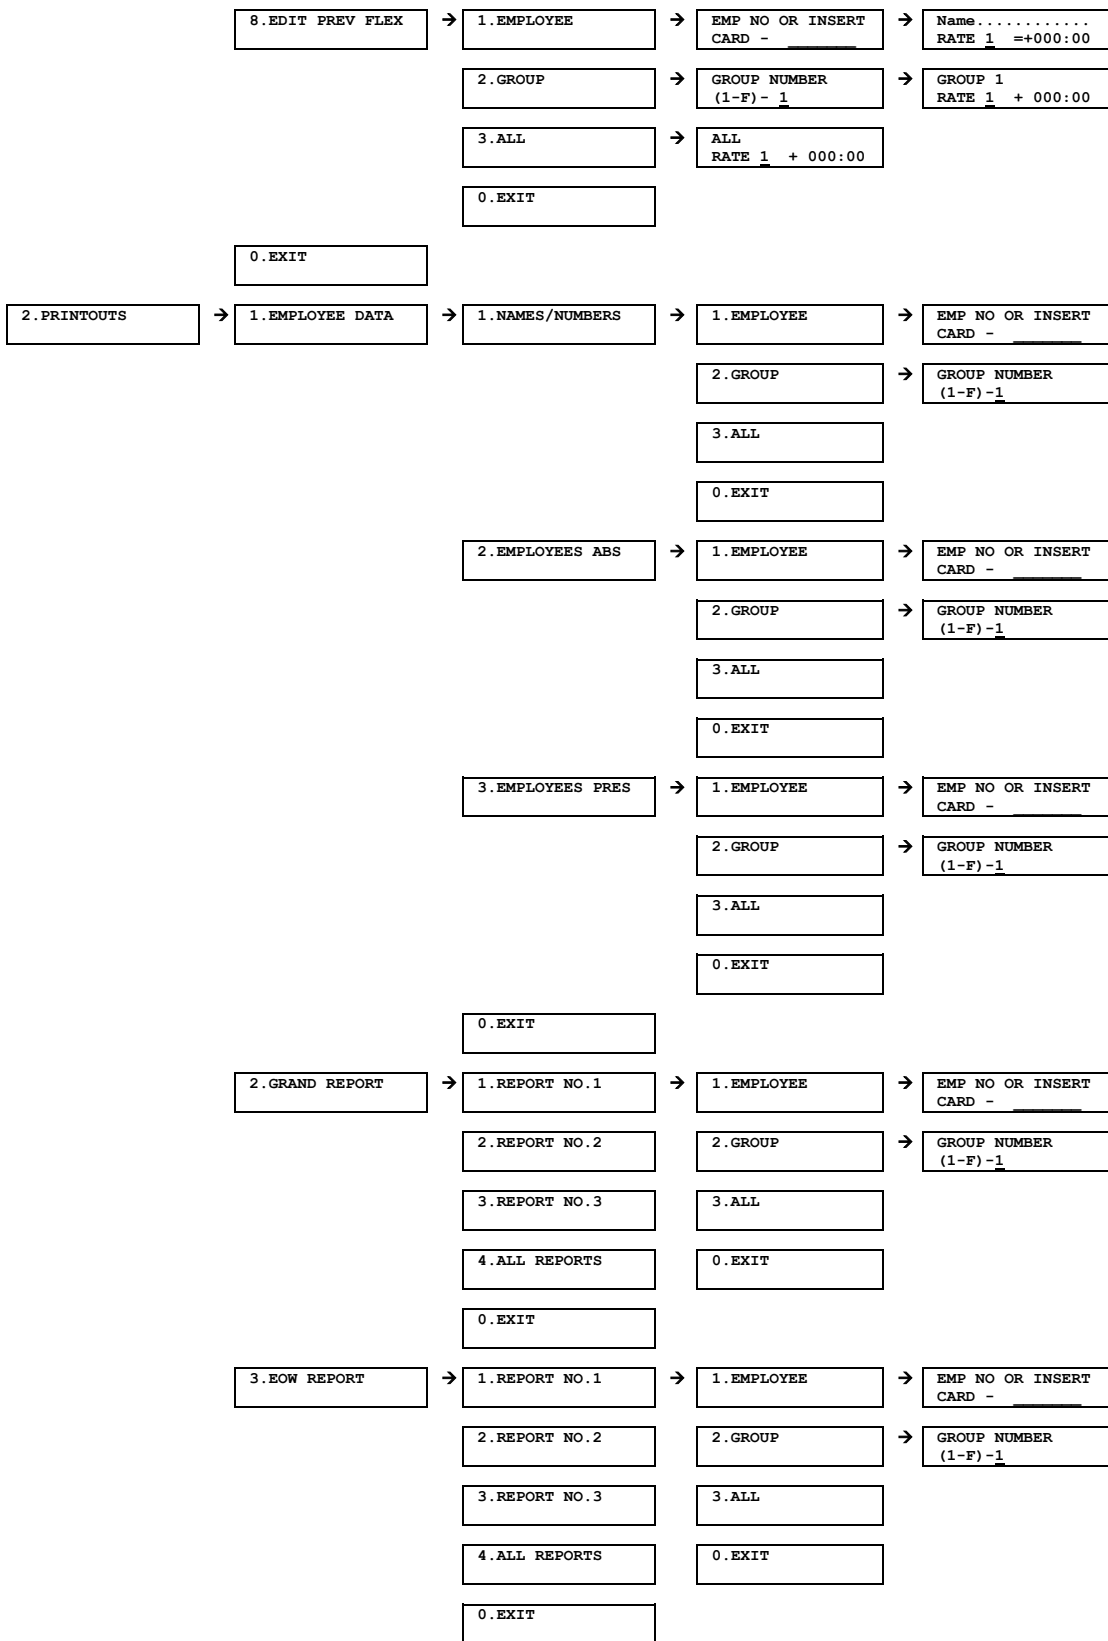 8.EDIT PREV FLEX → 1.EMPLOYEE → EMP NO OR INSERT CARD - _______ → Name............ RATE 1 =+000:00
2.GROUP → GROUP NUMBER (1-F)- 1 → GROUP 1 RATE 1 + 000:00
3.ALL → ALL RATE 1 + 000:00
0.EXIT
0.EXIT
2.PRINTOUTS → 1.EMPLOYEE DATA → 1.NAMES/NUMBERS → 1.EMPLOYEE → EMP NO OR INSERT CARD - _______
2.GROUP → GROUP NUMBER (1-F)-1
3.ALL
0.EXIT
2.EMPLOYEES ABS → 1.EMPLOYEE → EMP NO OR INSERT CARD - _______
2.GROUP → GROUP NUMBER (1-F)-1
3.ALL
0.EXIT
3.EMPLOYEES PRES → 1.EMPLOYEE → EMP NO OR INSERT CARD - _______
2.GROUP → GROUP NUMBER (1-F)-1
3.ALL
0.EXIT
0.EXIT
2.GRAND REPORT → 1.REPORT NO.1 → 1.EMPLOYEE → EMP NO OR INSERT CARD - _______
2.REPORT NO.2 2.GROUP → GROUP NUMBER (1-F)-1
3.REPORT NO.3 3.ALL
4.ALL REPORTS 0.EXIT
0.EXIT
3.EOW REPORT → 1.REPORT NO.1 → 1.EMPLOYEE → EMP NO OR INSERT CARD - _______
2.REPORT NO.2 2.GROUP → GROUP NUMBER (1-F)-1
3.REPORT NO.3 3.ALL
4.ALL REPORTS 0.EXIT
0.EXIT